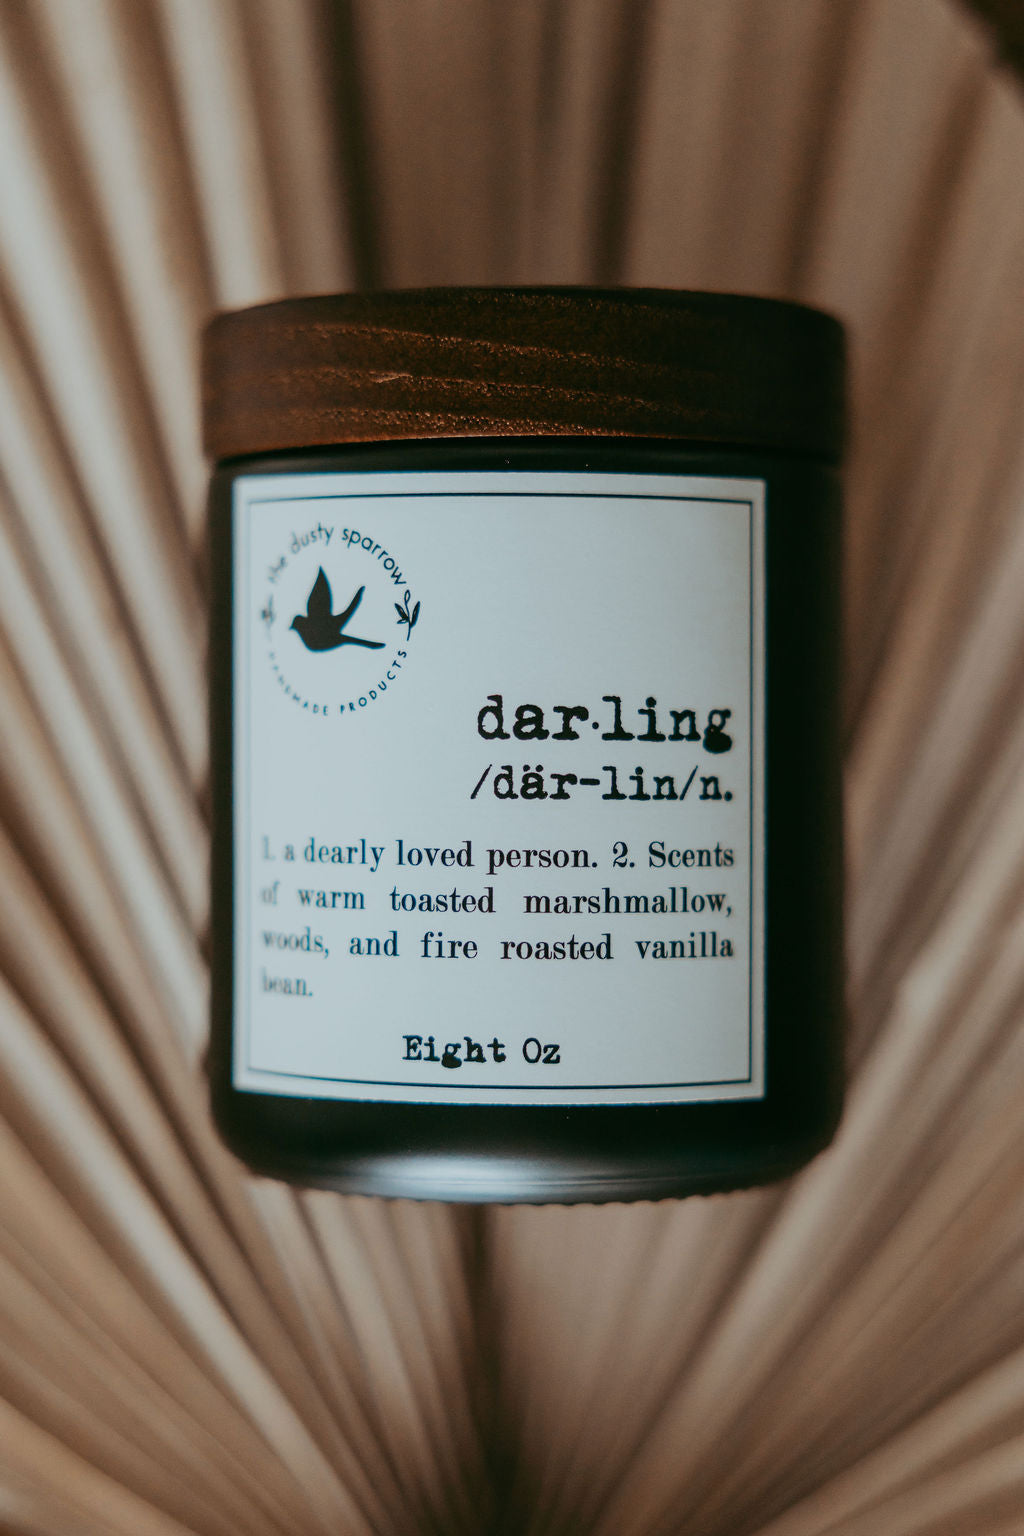 the dusty sparrow
HANDMADE PRODUCTS
dar·ling
/där-lin/n.
1. a dearly loved person. 2. Scents
of warm toasted marshmallow,
woods, and fire roasted vanilla
bean.
Eight Oz